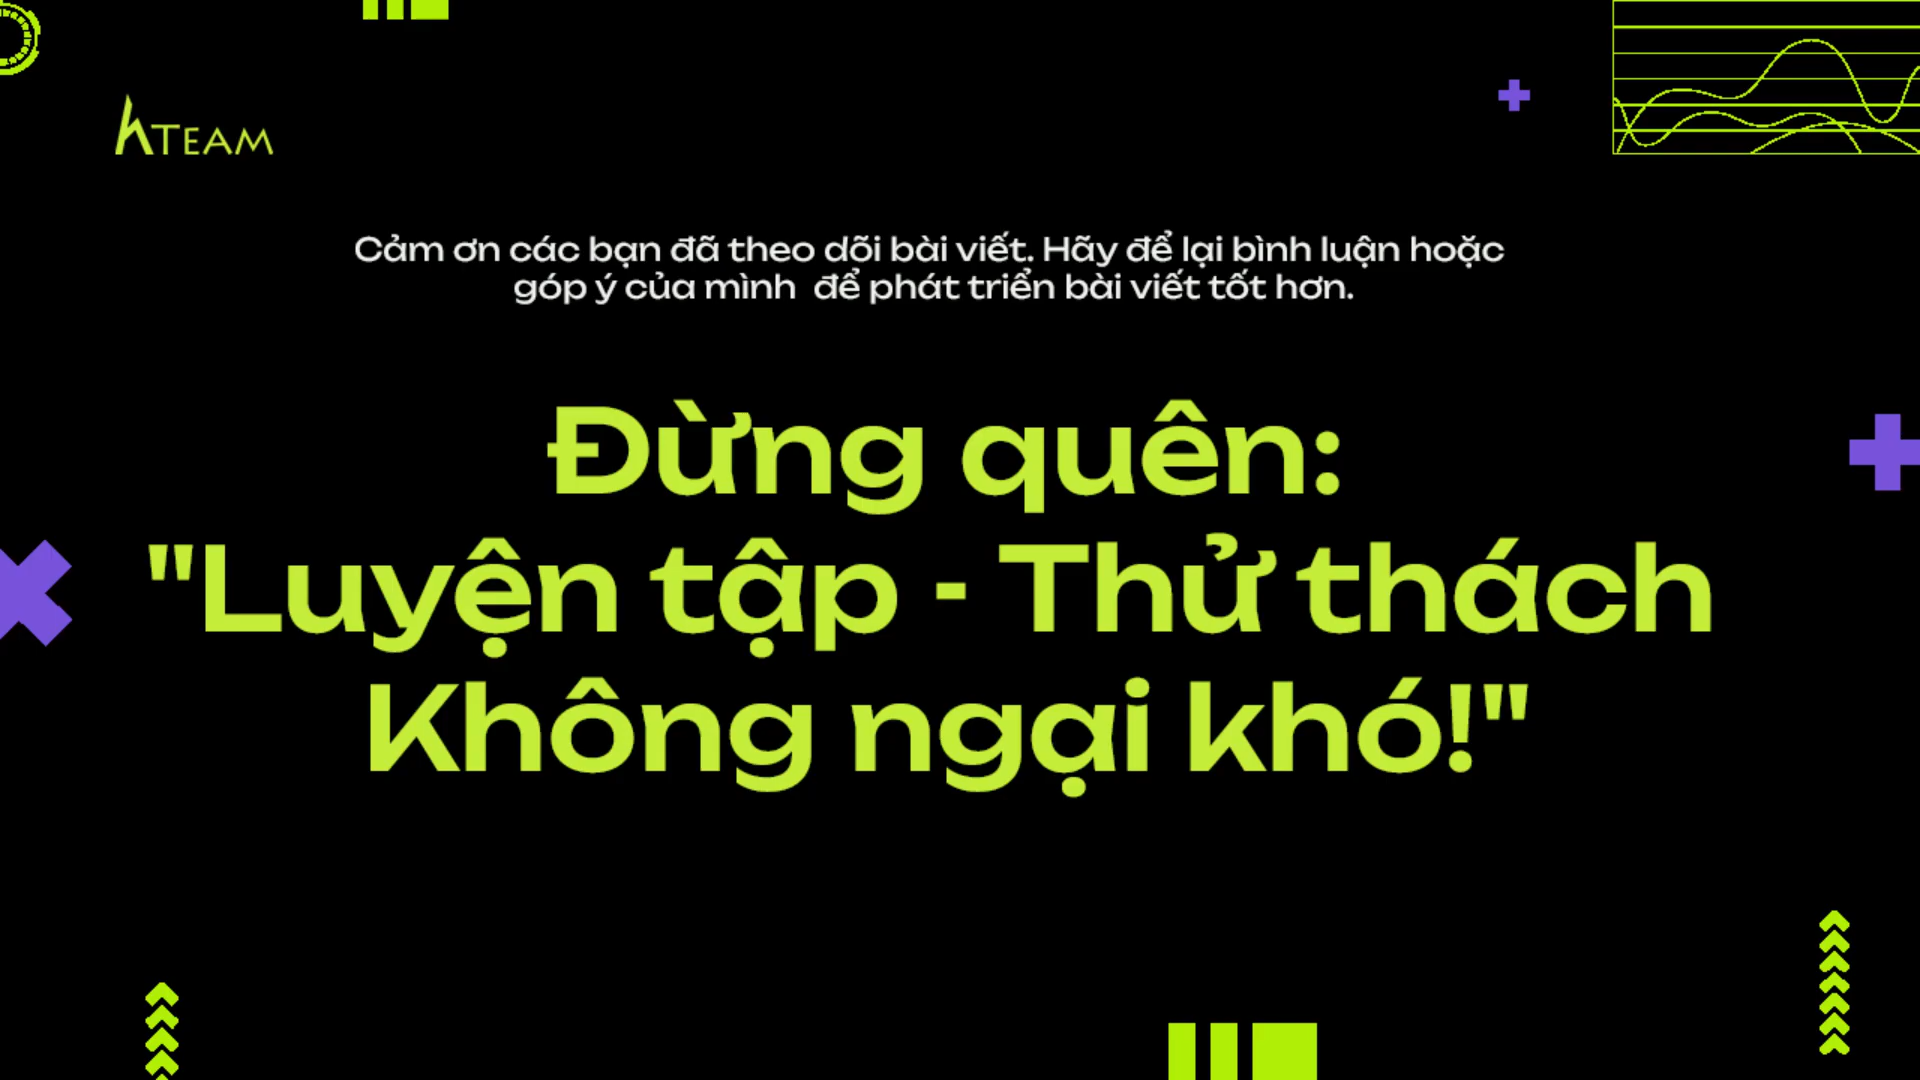 hTEAM
Cảm ơn các bạn đã theo dõi bài viết. Hãy để lại bình luận hoặc
góp ý của mình  để phát triển bài viết tốt hơn.
Đừng quên:
"Luyện tập - Thử thách
Không ngại khó!"